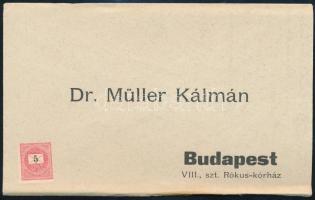 Dr. Müller Kálmán
5
Budapest
VIII., szt. Rókus-kórház